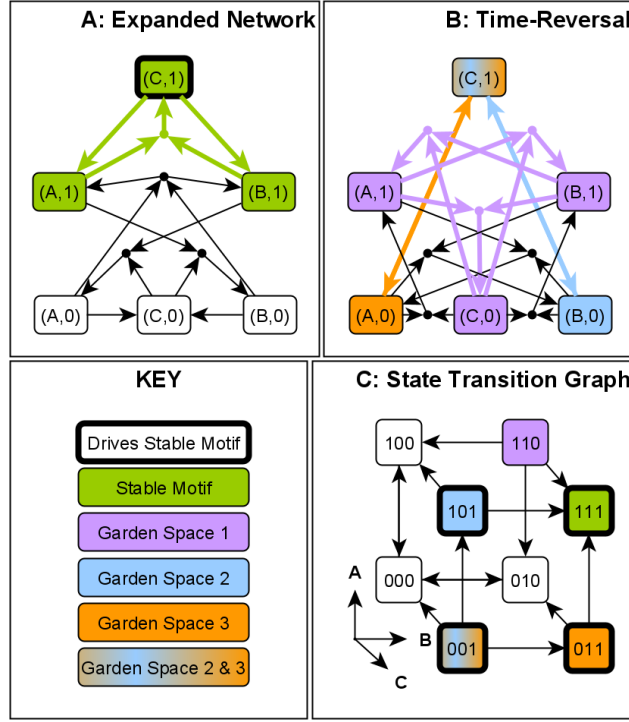 A: Expanded Network
(C,1)
(A,1)
(B,1)
(A,0)
(C,0)
(B,0)
B: Time-Reversal
(C,1)
(A,1)
(B,1)
(A,0)
(C,0)
(B,0)
KEY
Drives Stable Motif
Stable Motif
Garden Space 1
Garden Space 2
Garden Space 3
Garden Space 2 & 3
C: State Transition Graph
100
110
101
111
000
010
A
B
C
001
011